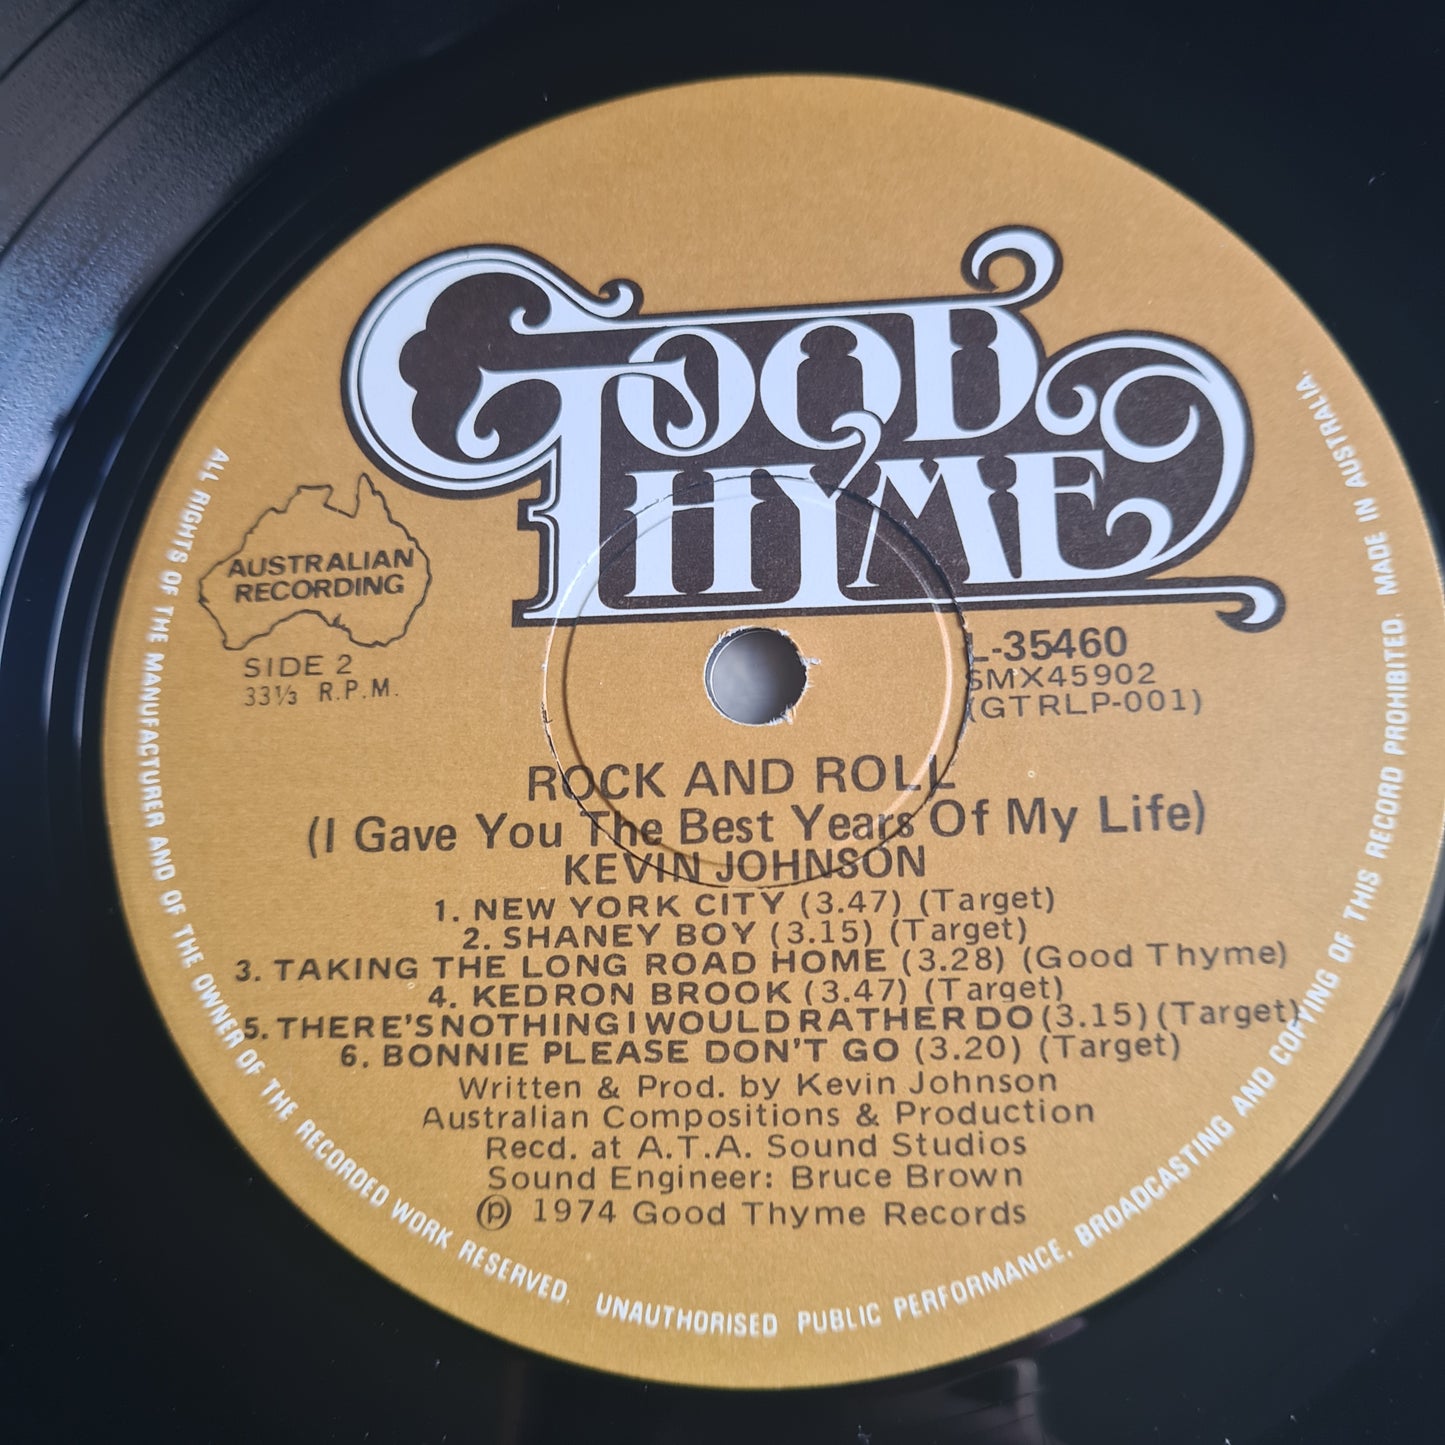 GOOD
THYME
AUSTRALIAN
RECORDING
SIDE 2
33⅓ R.P.M.
L-35460
SMX45902
(GTRLP-001)
ROCK AND ROLL
(I Gave You The Best Years Of My Life)
KEVIN JOHNSON
1. NEW YORK CITY (3.47) (Target)
2. SHANEY BOY (3.15) (Target)
3. TAKING THE LONG ROAD HOME (3.28) (Good Thyme)
4. KEDRON BROOK (3.47) (Target)
5. THERE'S NOTHING I WOULD RATHER DO (3.15) (Target)
6. BONNIE PLEASE DON'T GO (3.20) (Target)
Written & Prod. by Kevin Johnson
Australian Compositions & Production
Recd. at A.T.A. Sound Studios
Sound Engineer: Bruce Brown
℗ 1974 Good Thyme Records
ALL RIGHTS OF THE MANUFACTURER AND OF THE OWNER OF THE RECORDED WORK RESERVED. UNAUTHORISED PUBLIC PERFORMANCE, BROADCASTING AND COPYING OF THIS RECORD PROHIBITED. MADE IN AUSTRALIA.